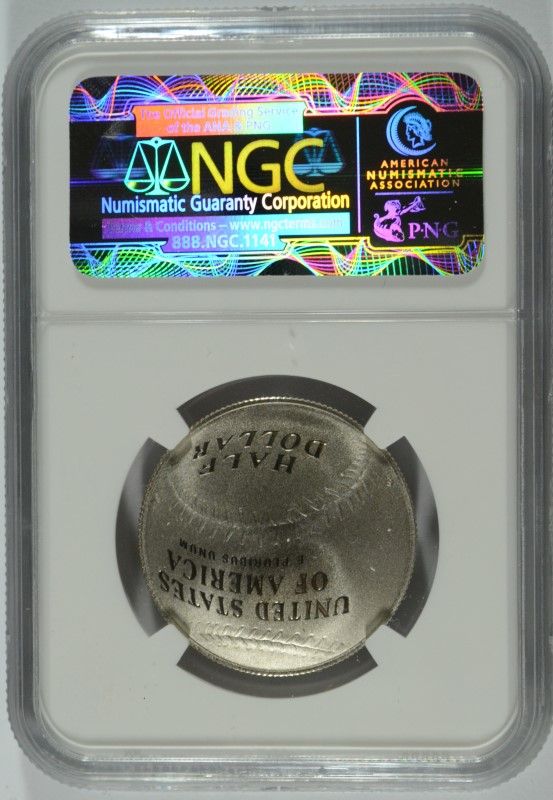 The Official Grading Service
of the ANA & PNG
NGC
Numismatic Guaranty Corporation
Terms & Conditions – www.ngcterms.com
888.NGC.1141
AMERICAN
NUMISMATIC
ASSOCIATION
P·N·G
UNITED STATES
OF AMERICA
E PLURIBUS UNUM
HALF
DOLLAR